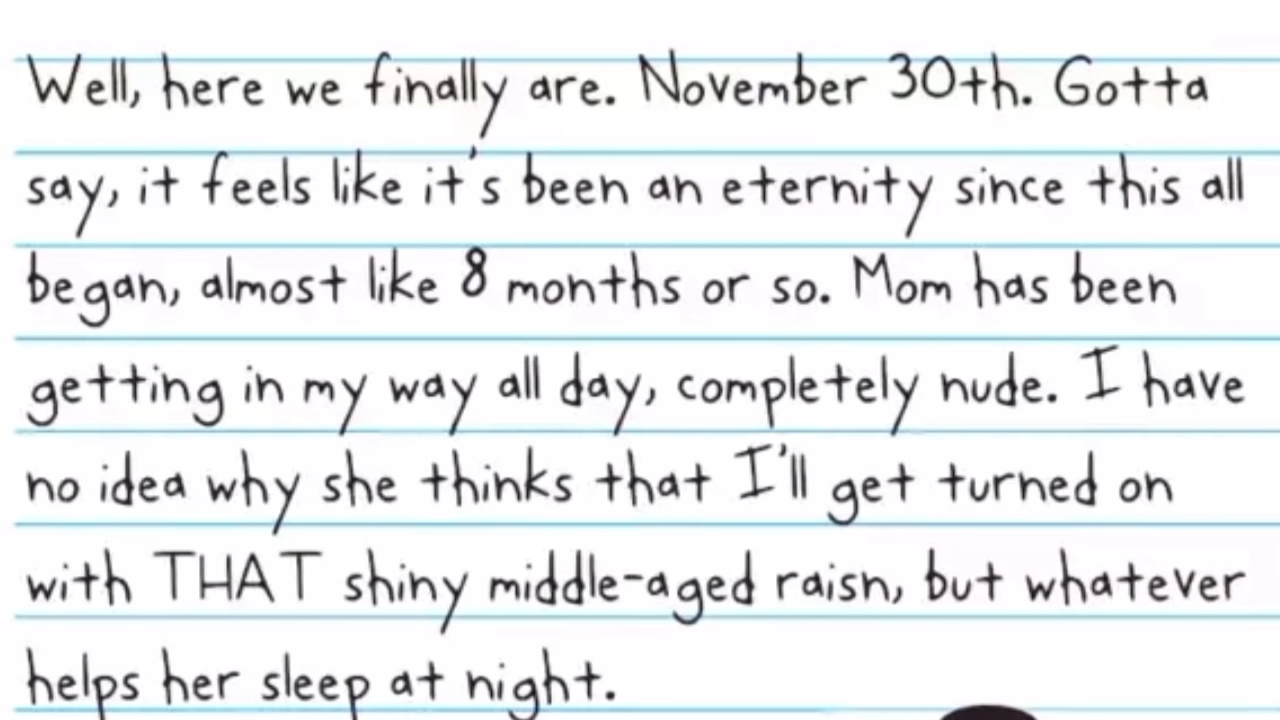 Well, here we finally are. November 30th. Gotta
say, it feels like it's been an eternity since this all
began, almost like 8 months or so. Mom has been
getting in my way all day, completely nude. I have
no idea why she thinks that I'll get turned on
with THAT shiny middle-aged raisn, but whatever
helps her sleep at night.